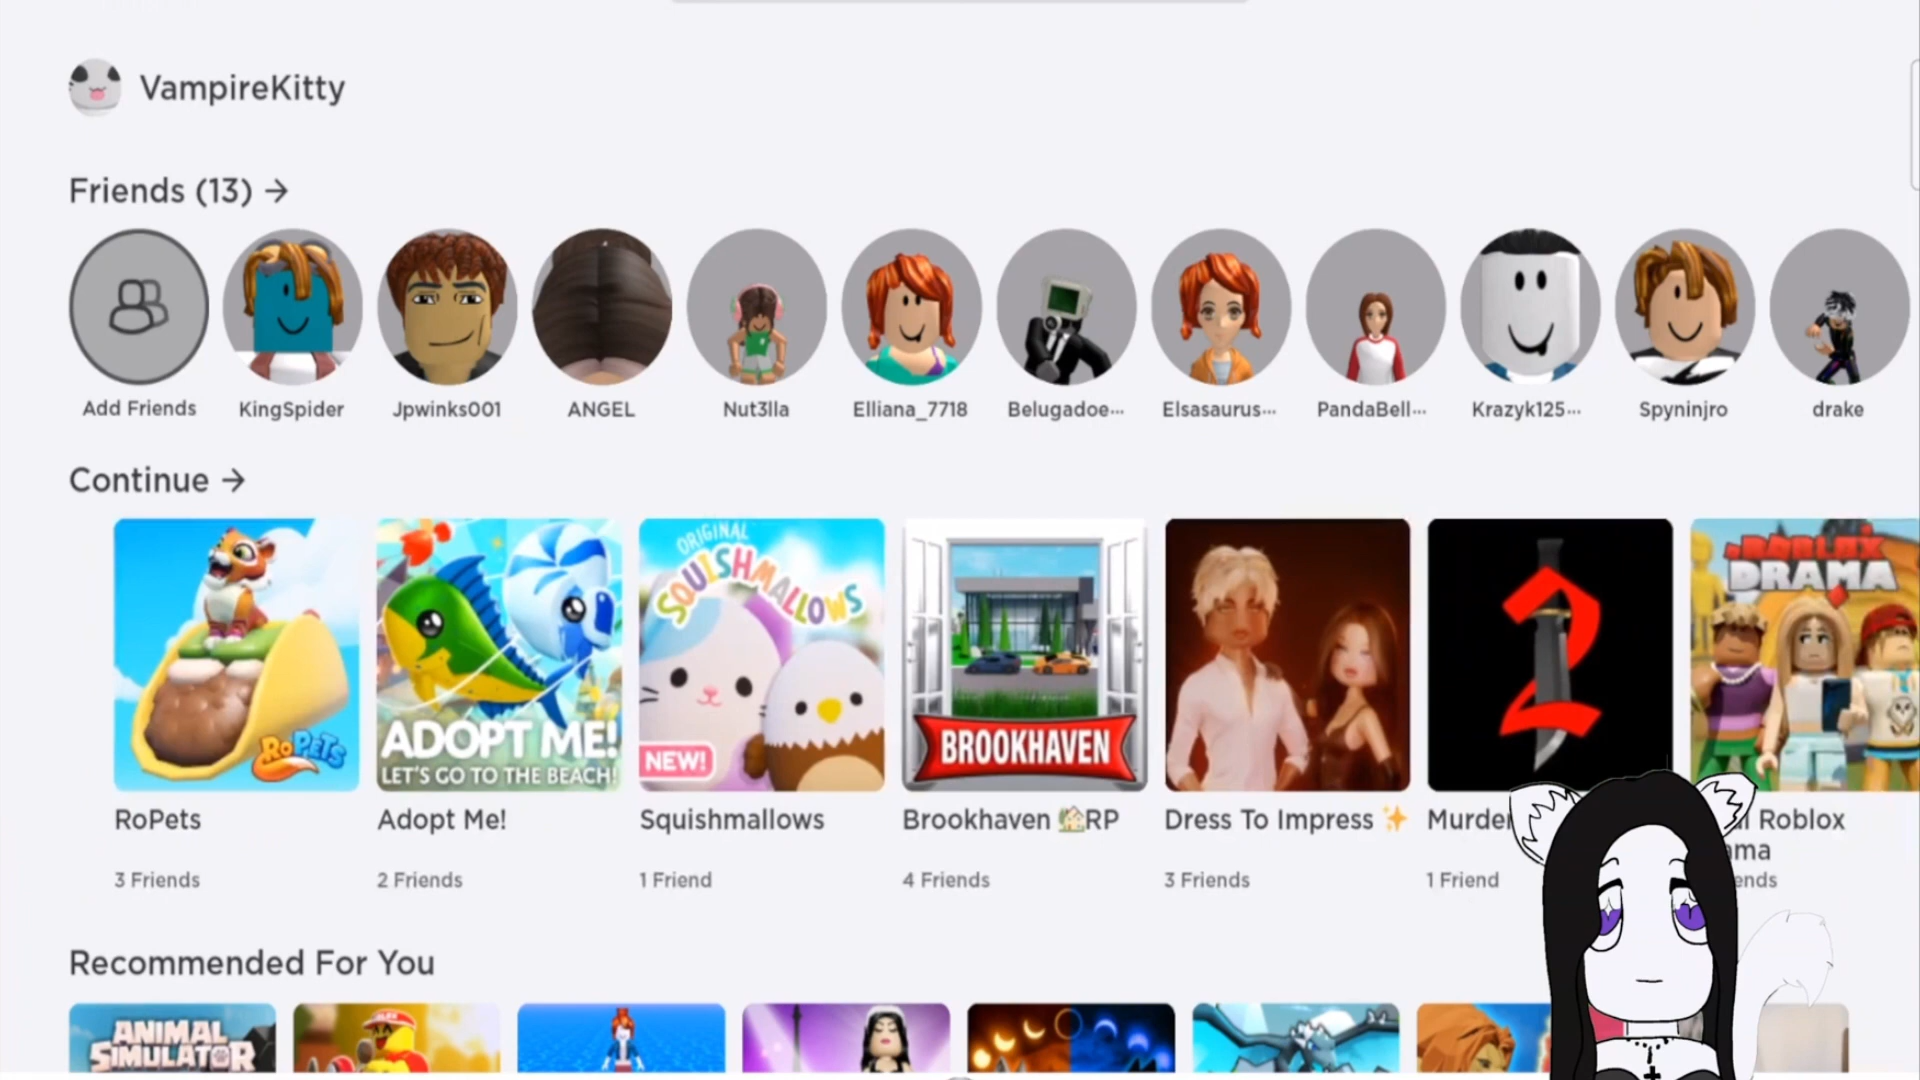 VampireKitty
Friends (13) →
Add Friends
KingSpider
Jpwinks001
ANGEL
Nut3lla
Elliana_7718
Belugadoe...
Elsasaurus...
PandaBell...
Krazyk125...
Spyninjro
drake
Continue →
RoPETS
ADOPT ME!
LET'S GO TO THE BEACH!
ORIGINAL
SQUISHMALLOWS
NEW!
BROOKHAVEN
2
ROBLOX
DRAMA
RoPets
Adopt Me!
Squishmallows
Brookhaven 🏡RP
Dress To Impress ✨
Murder
Roblox
3 Friends
2 Friends
1 Friend
4 Friends
3 Friends
1 Friend
Recommended For You
ANIMAL
SIMULATOR